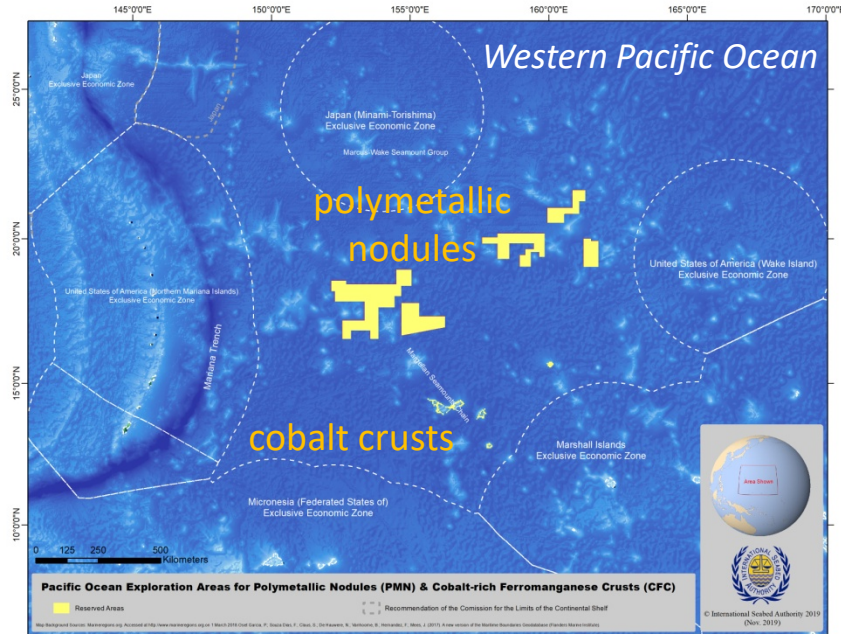 145°0'0"E
150°0'0"E
155°0'0"E
160°0'0"E
165°0'0"E
170°0'0"E
Western Pacific Ocean
Japan
Exclusive Economic Zone
Japan
25°0'0"N
Japan (Minami-Torishima)
Exclusive Economic Zone
Marcus-Wake Seamount Group
polymetallic
nodules
20°0'0"N
United States of America (Wake Island)
Exclusive Economic Zone
United States of America (Northern Mariana Islands)
Exclusive Economic Zone
Mariana Trench
15°0'0"N
Magellan Seamount Chain
cobalt crusts
Marshall Islands
Exclusive Economic Zone
Micronesia (Federated States of)
Exclusive Economic Zone
10°0'0"N
Area Shown
0 125 250 500
Kilometers
INTERNATIONAL SEABED
AUTHORITY
© International Seabed Authority 2019
(Nov. 2019)
Pacific Ocean Exploration Areas for Polymetallic Nodules (PMN) & Cobalt-rich Ferromanganese Crusts (CFC)
Reserved Areas
Recommendation of the Comission for the Limits of the Continental Shelf